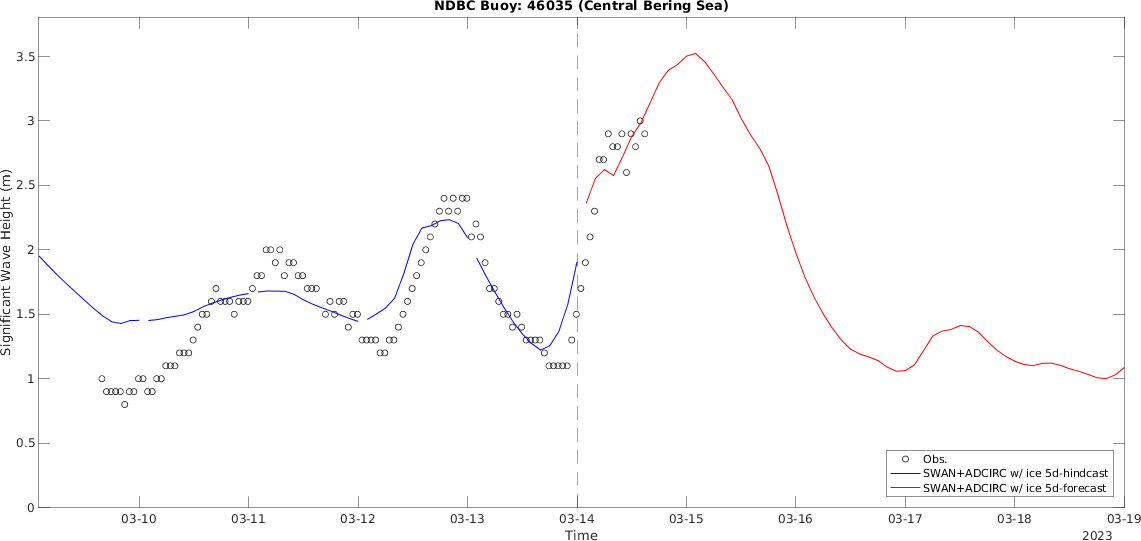 NDBC Buoy: 46035 (Central Bering Sea)
3.5
3
2.5
2
1.5
1
0.5
0
Significant Wave Height (m)
Obs.
SWAN+ADCIRC w/ ice 5d-hindcast
SWAN+ADCIRC w/ ice 5d-forecast
03-10 03-11 03-12 03-13 03-14 03-15 03-16 03-17 03-18 03-19
Time
2023